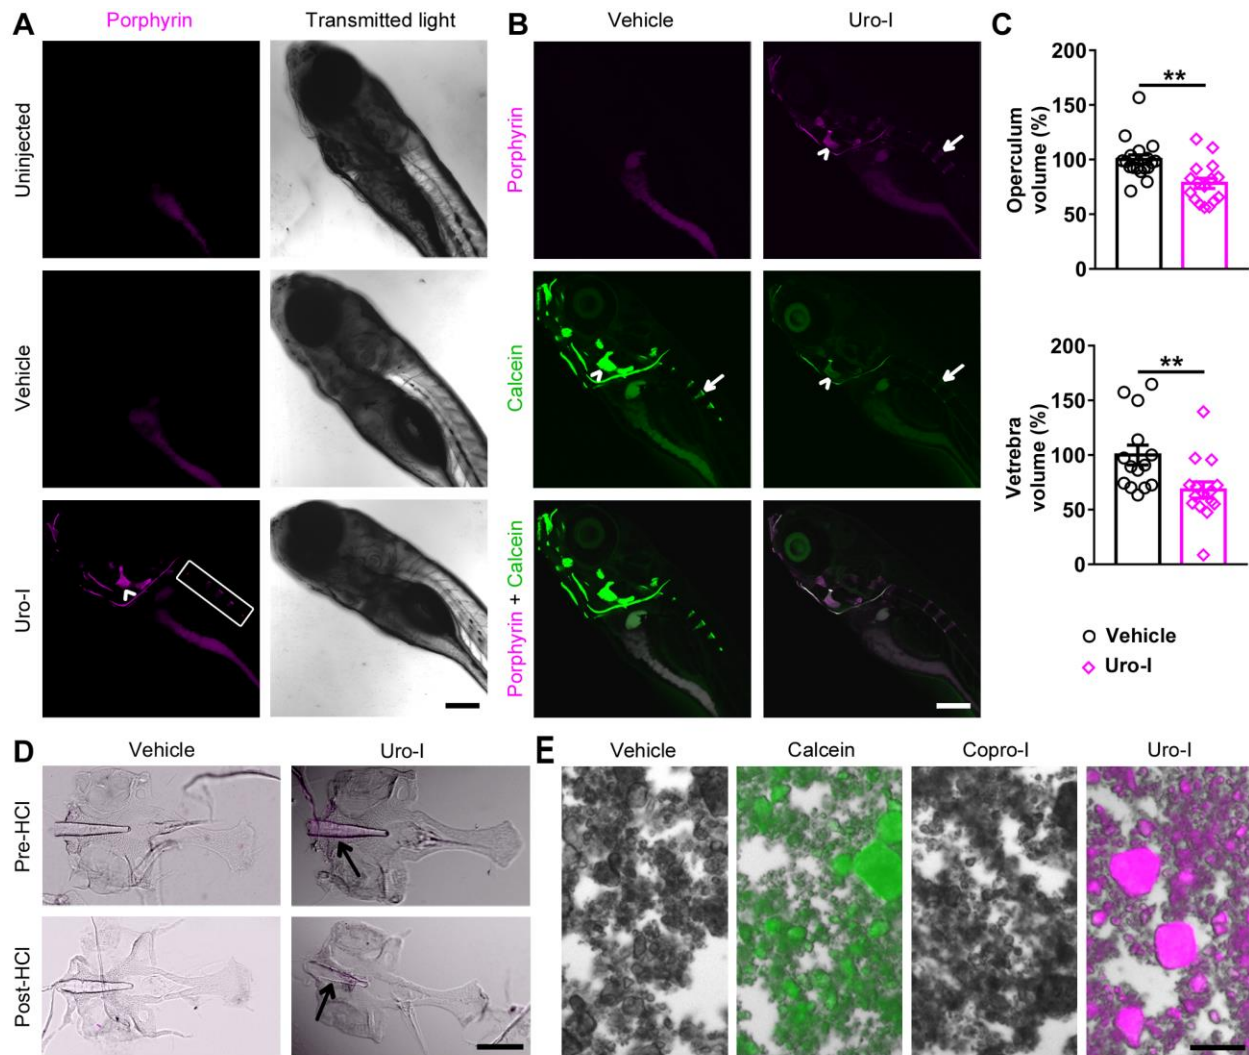 A
Porphyrin
Transmitted light
Uninjected
Vehicle
Uro-I
B
Vehicle
Uro-I
Porphyrin
Calcein
Porphyrin + Calcein
C
200
150
100
50
0
Operculum
volume (%)
**
200
150
100
50
0
Vetrebra
volume (%)
**
Vehicle
Uro-I
D
Vehicle
Uro-I
Pre-HCl
Post-HCl
E
Vehicle
Calcein
Copro-I
Uro-I